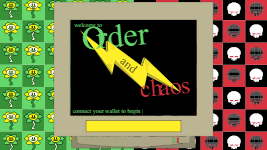 welcome to
Order
and
chaos
connect your wallet to begin |